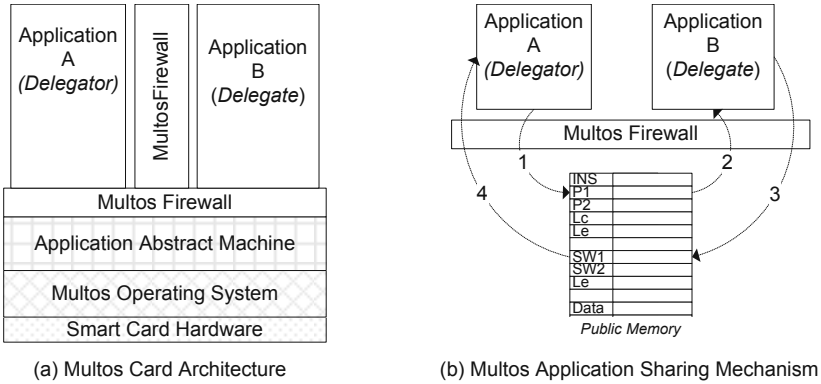 Application
A
(Delegator)
MultosFirewall
Application
B
(Delegate)
Multos Firewall
Application Abstract Machine
Multos Operating System
Smart Card Hardware
(a) Multos Card Architecture
Application
A
(Delegator)
Application
B
(Delegate)
Multos Firewall
1
2
4
3
INS
P1
P2
Lc
Le
SW1
SW2
Le
Data
Public Memory
(b) Multos Application Sharing Mechanism